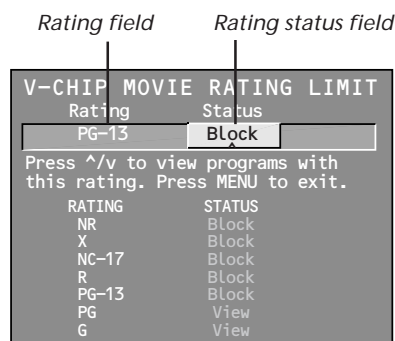 Rating field Rating status field
V-CHIP MOVIE RATING LIMIT
Rating Status
PG-13 Block
Press ^/v to view programs with
this rating. Press MENU to exit.
RATING STATUS
NR Block
X Block
NC-17 Block
R Block
PG-13 Block
PG View
G View